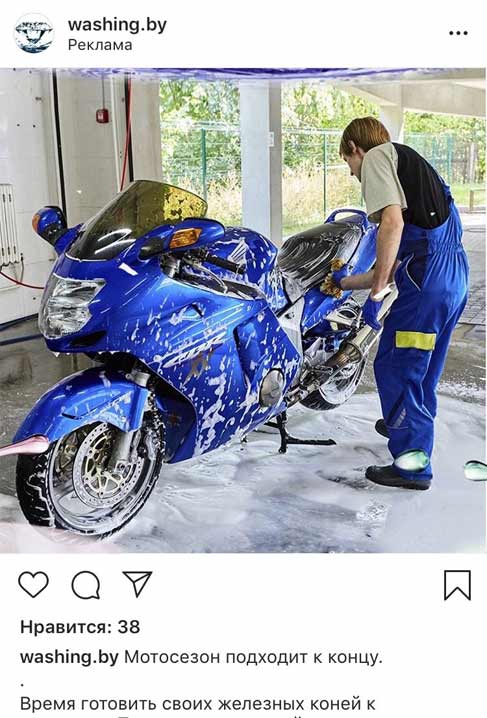 washing.by
Реклама
Нравится: 38
washing.by Мотосезон подходит к концу.
.
Время готовить своих железных коней к